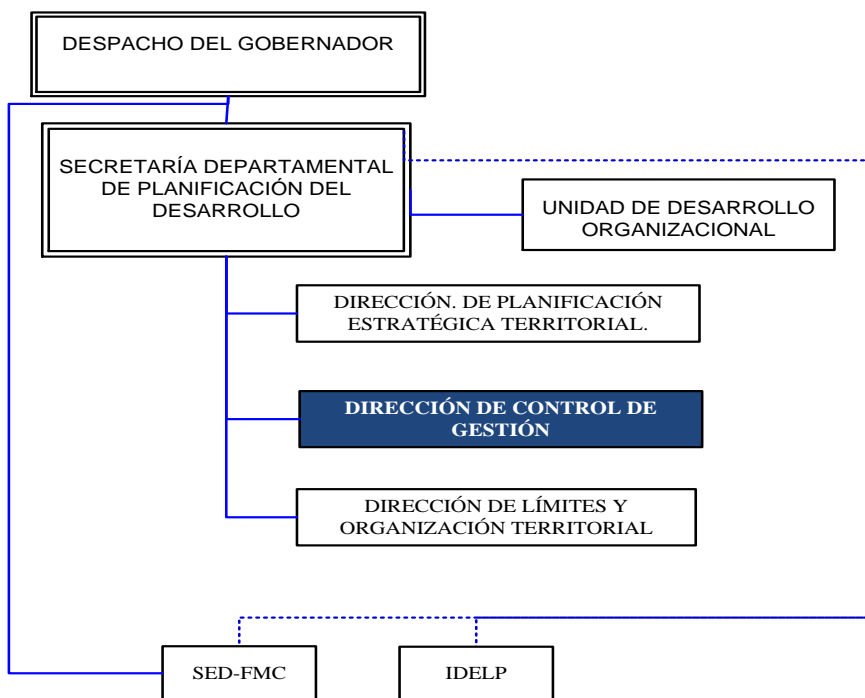 DESPACHO DEL GOBERNADOR
SECRETARÍA DEPARTAMENTAL
DE PLANIFICACIÓN DEL
DESARROLLO
UNIDAD DE DESARROLLO
ORGANIZACIONAL
DIRECCIÓN. DE PLANIFICACIÓN
ESTRATÉGICA TERRITORIAL.
DIRECCIÓN DE CONTROL DE
GESTIÓN
DIRECCIÓN DE LÍMITES Y
ORGANIZACIÓN TERRITORIAL
SED-FMC
IDELP